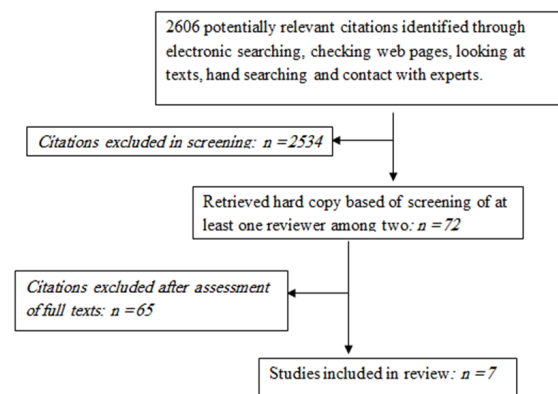 2606 potentially relevant citations identified through
electronic searching, checking web pages, looking at
texts, hand searching and contact with experts.
Citations excluded in screening: n =2534
Retrieved hard copy based of screening of at
least one reviewer among two: n =72
Citations excluded after assessment
of full texts: n =65
Studies included in review: n =7